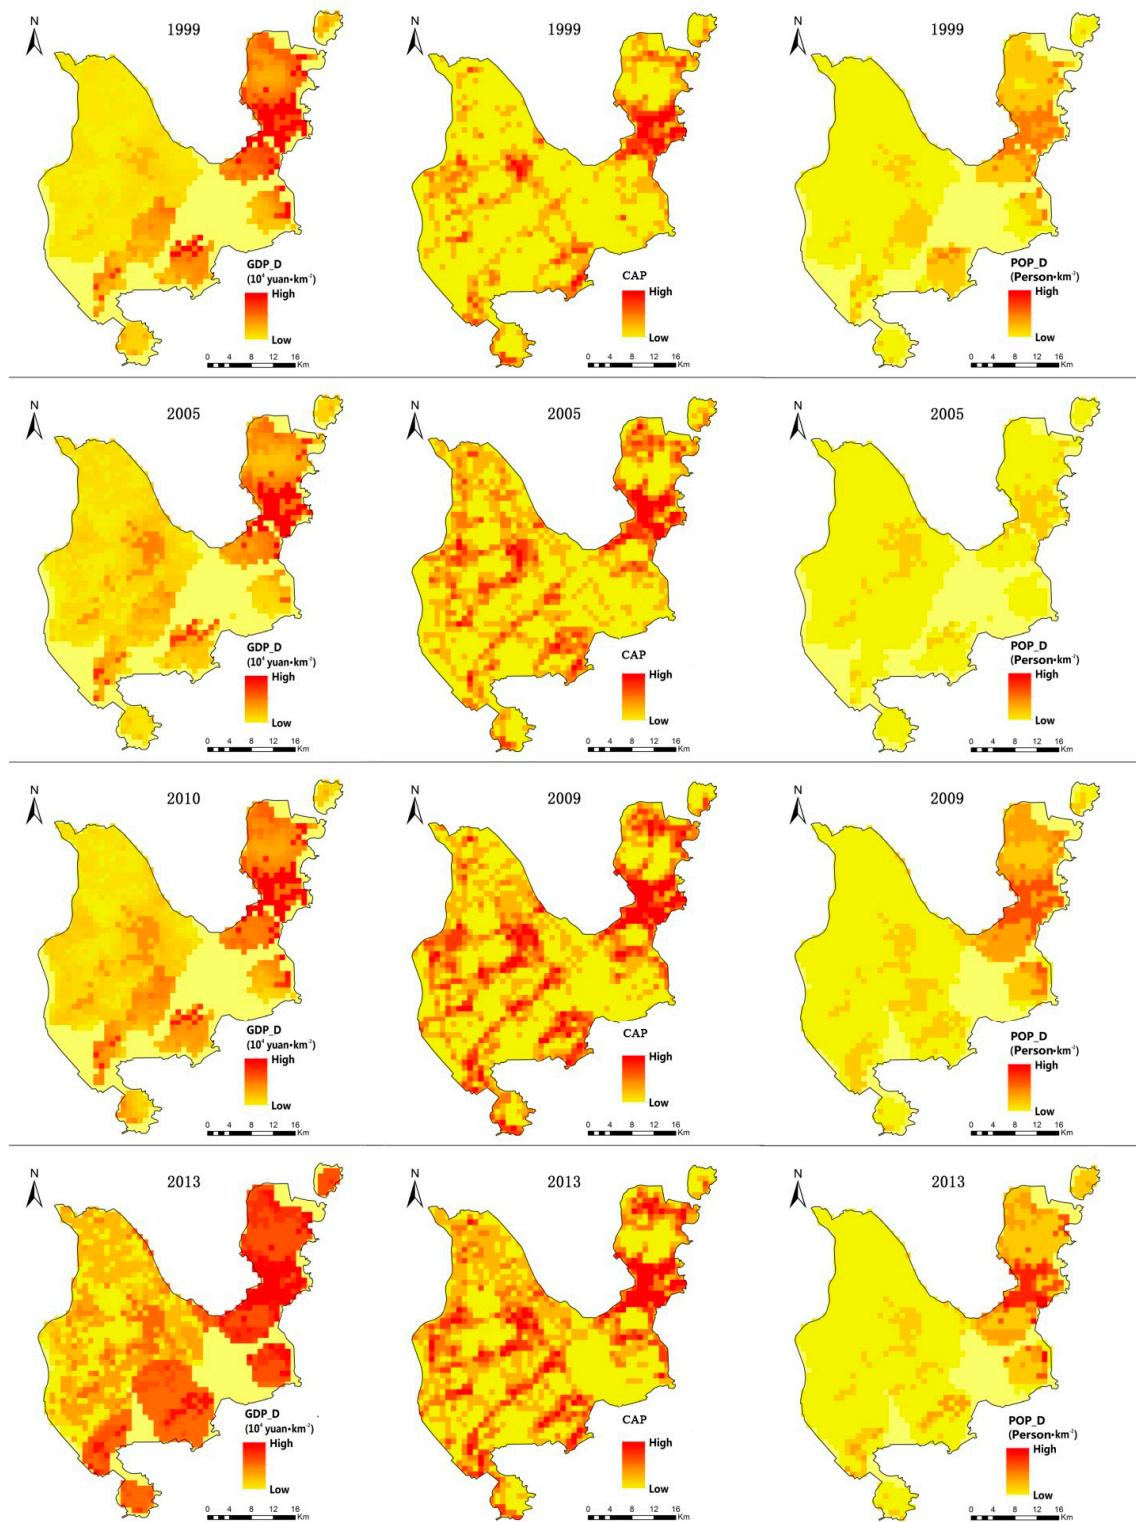 N
1999
GDP_D
(10⁴ yuan•km⁻²)
High
Low
0 4 8 12 16
Km
N
1999
CAP
High
Low
0 4 8 12 16
Km
N
1999
POP_D
(Person•km⁻²)
High
Low
0 4 8 12 16
Km
N
2005
GDP_D
(10⁴ yuan•km⁻²)
High
Low
0 4 8 12 16
Km
N
2005
CAP
High
Low
0 4 8 12 16
Km
N
2005
POP_D
(Person•km⁻²)
High
Low
0 4 8 12 16
Km
N
2010
GDP_D
(10⁴ yuan•km⁻²)
High
Low
0 4 8 12 16
Km
N
2009
CAP
High
Low
0 4 8 12 16
Km
N
2009
POP_D
(Person•km⁻²)
High
Low
0 4 8 12 16
Km
N
2013
GDP_D
(10⁴ yuan•km⁻²)
High
Low
0 4 8 12 16
Km
N
2013
CAP
High
Low
0 4 8 12 16
Km
N
2013
POP_D
(Person•km⁻²)
High
Low
0 4 8 12 16
Km